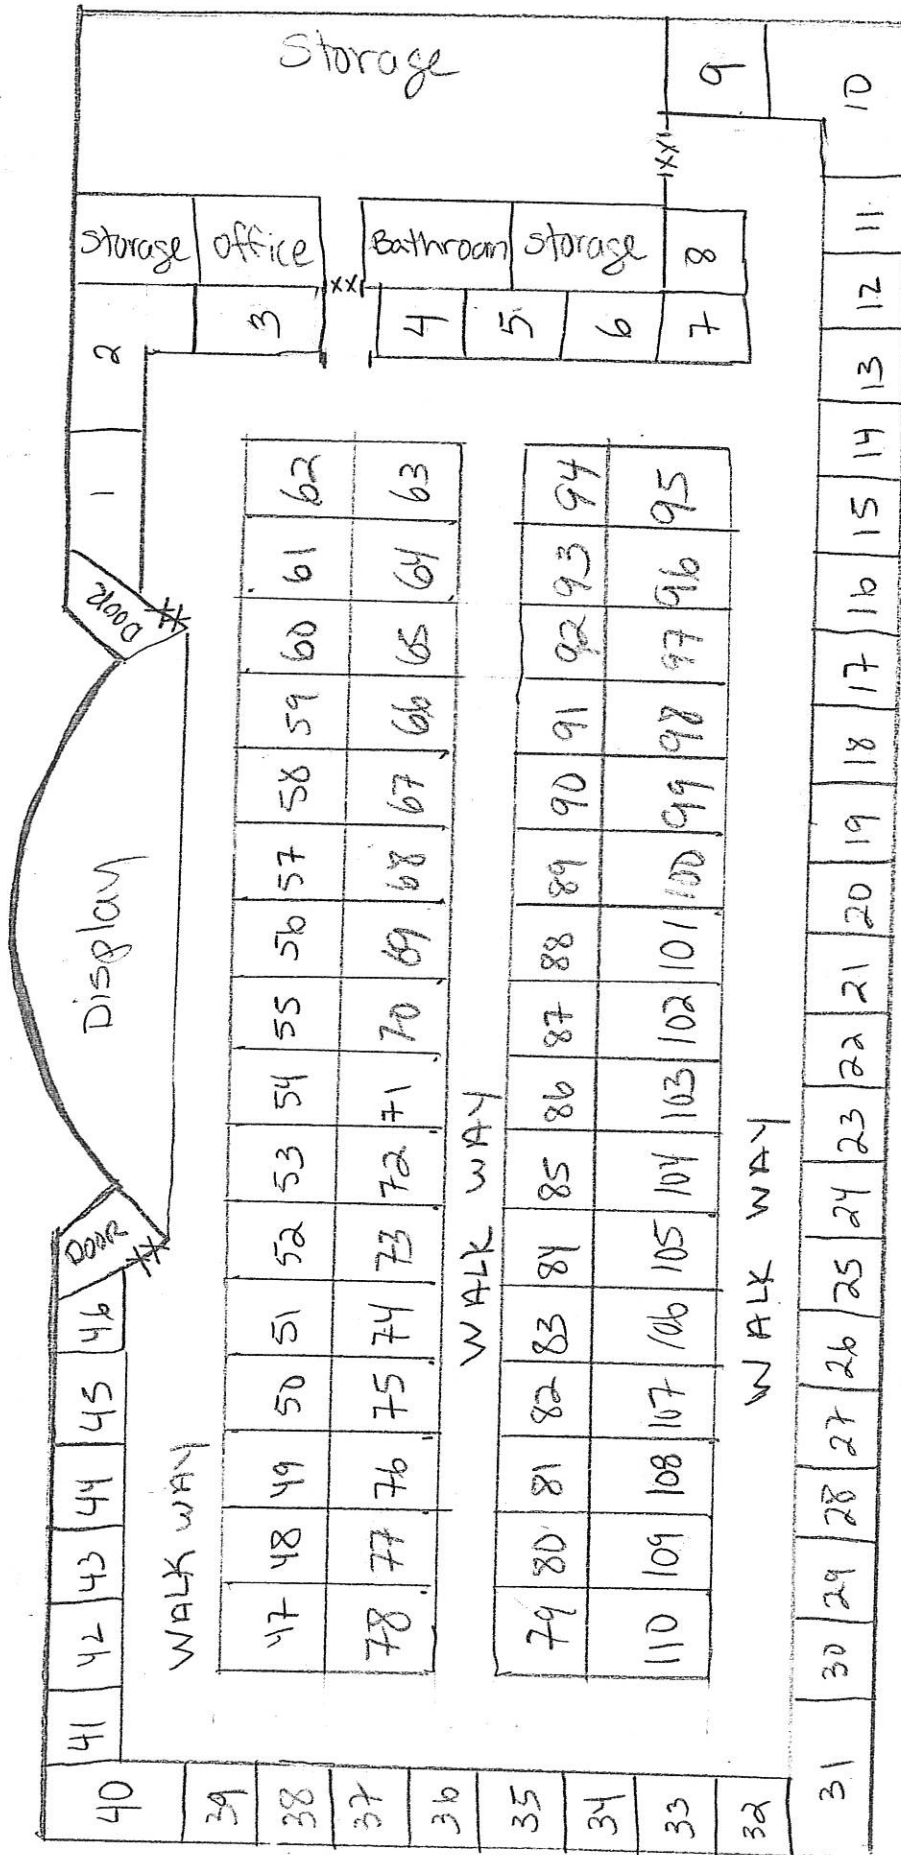 40 41 42 43 44 45 46 DOOR XX Display DOOR XX 1 2 Storage
Storage
WALK WAY
39 3 office
38 47 48 49 50 51 52 53 54 55 56 57 58 59 60 61 62
XX
37 78 77 76 75 74 73 72 71 70 69 68 67 66 65 64 63
36 4 Bathroom
WALK WAY
35 79 80 81 82 83 84 85 86 87 88 89 90 91 92 93 94
5
34 6 Storage
33 110 109 108 107 106 105 104 103 102 101 100 99 98 97 96 95
7 8 XX 9
32
WALK WAY
31 30 29 28 27 26 25 24 23 22 21 20 19 18 17 16 15 14 13 12 11 10